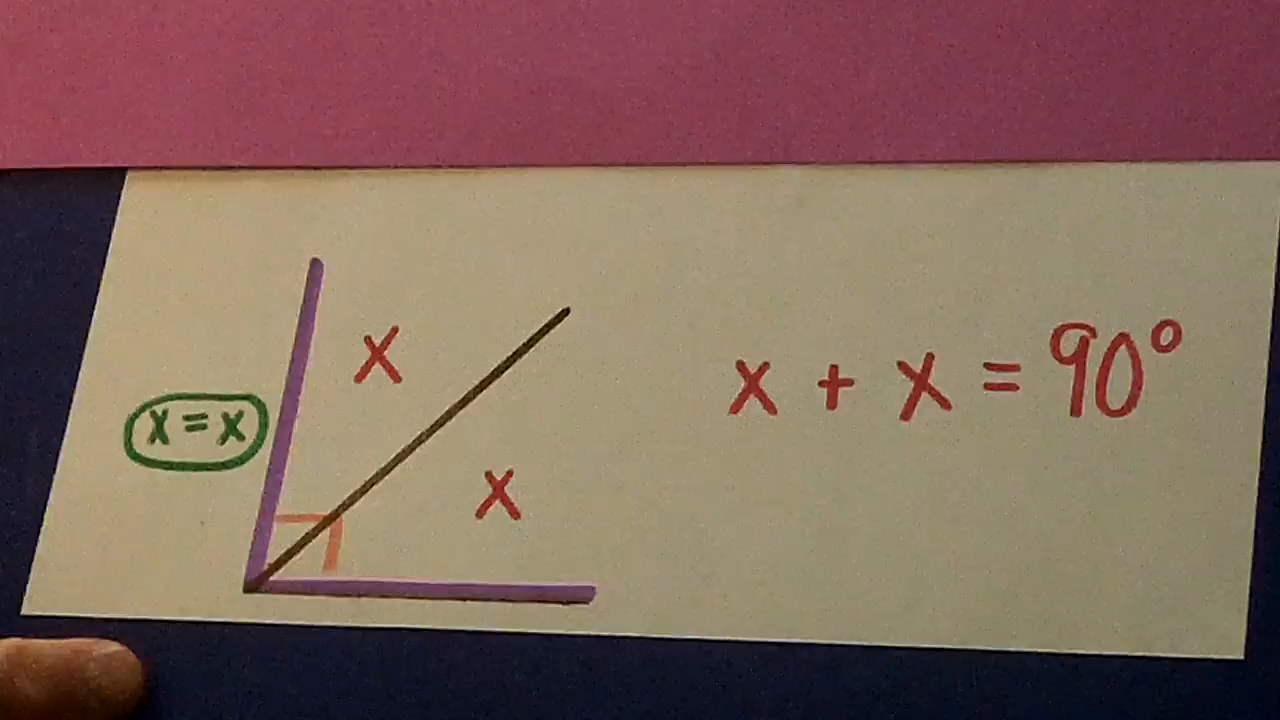 x
x = x
x
x + x = 90°